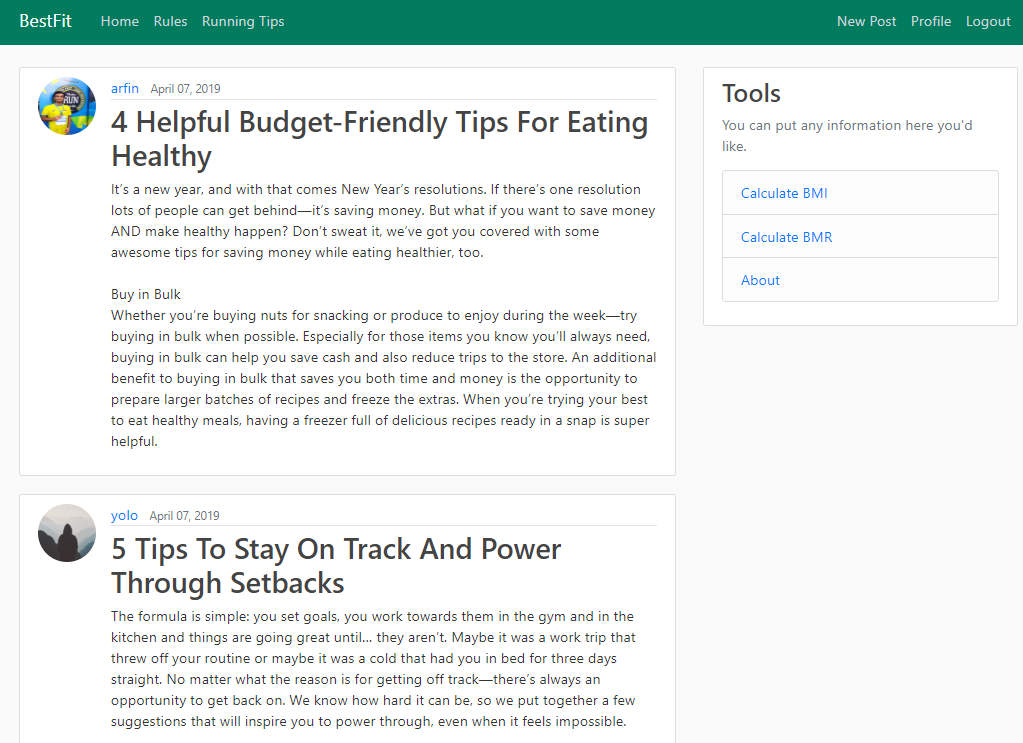 BestFit Home Rules Running Tips New Post Profile Logout
arfin April 07, 2019
4 Helpful Budget-Friendly Tips For Eating
Healthy
It’s a new year, and with that comes New Year’s resolutions. If there’s one resolution
lots of people can get behind—it’s saving money. But what if you want to save money
AND make healthy happen? Don’t sweat it, we’ve got you covered with some
awesome tips for saving money while eating healthier, too.
Buy in Bulk
Whether you’re buying nuts for snacking or produce to enjoy during the week—try
buying in bulk when possible. Especially for those items you know you’ll always need,
buying in bulk can help you save cash and also reduce trips to the store. An additional
benefit to buying in bulk that saves you both time and money is the opportunity to
prepare larger batches of recipes and freeze the extras. When you’re trying your best
to eat healthy meals, having a freezer full of delicious recipes ready in a snap is super
helpful.
yolo April 07, 2019
5 Tips To Stay On Track And Power
Through Setbacks
The formula is simple: you set goals, you work towards them in the gym and in the
kitchen and things are going great until… they aren’t. Maybe it was a work trip that
threw off your routine or maybe it was a cold that had you in bed for three days
straight. No matter what the reason is for getting off track—there’s always an
opportunity to get back on. We know how hard it can be, so we put together a few
suggestions that will inspire you to power through, even when it feels impossible.
Tools
You can put any information here you'd
like.
Calculate BMI
Calculate BMR
About